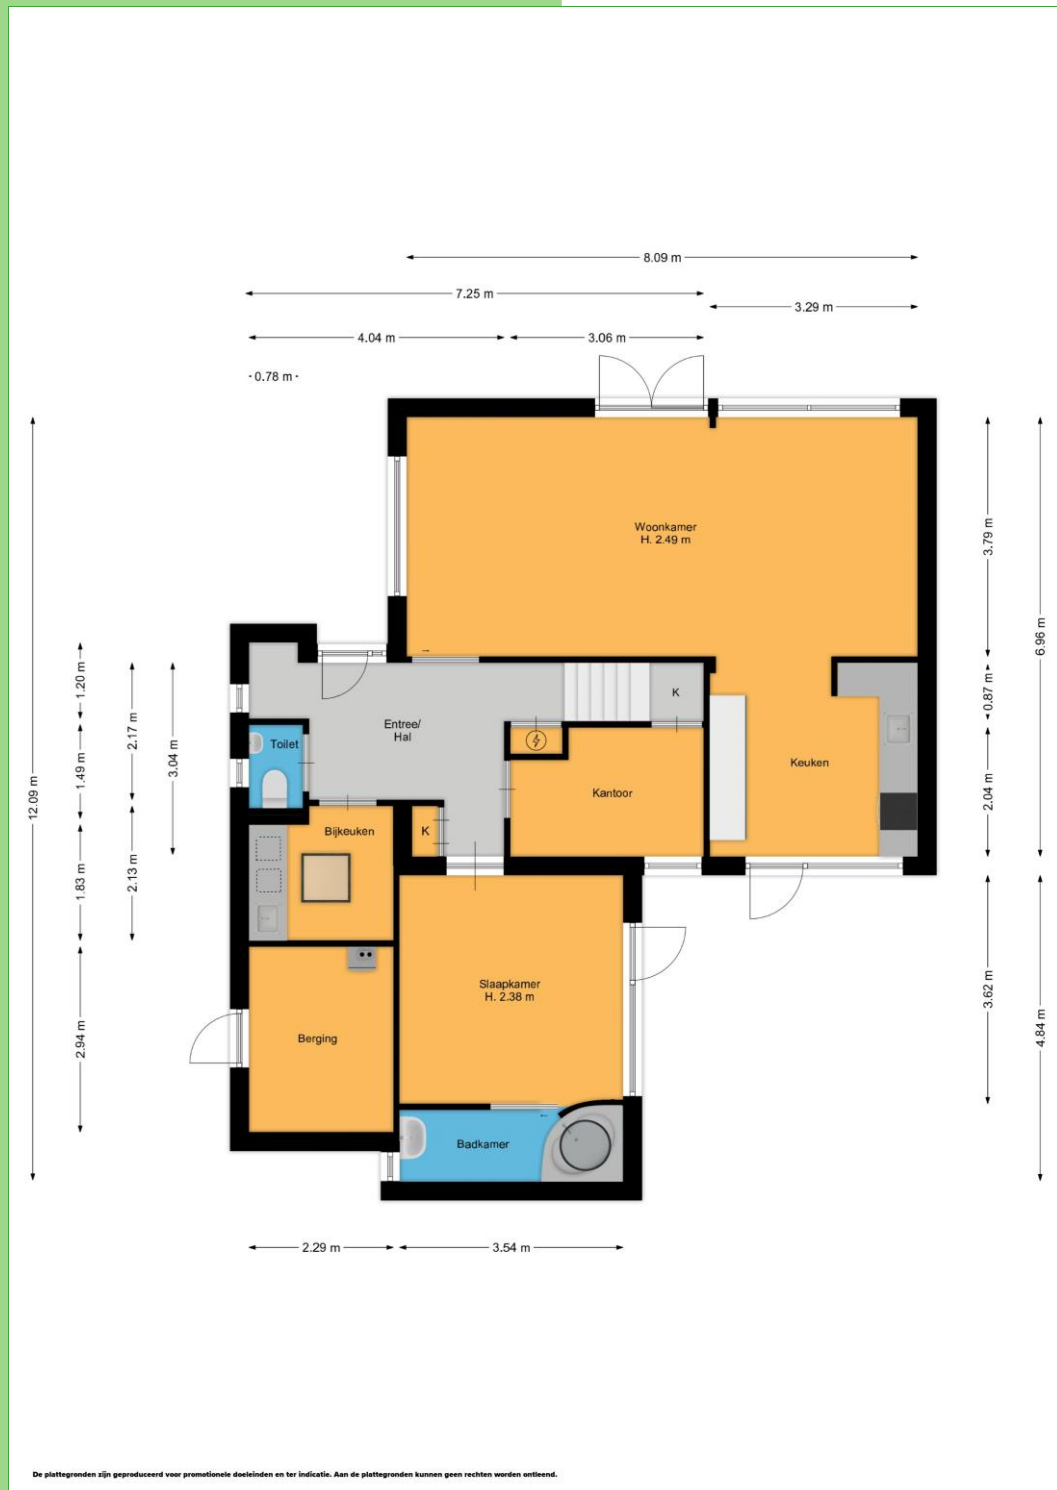 8.09 m
7.25 m
3.29 m
4.04 m
3.06 m
0.78 m
Woonkamer
H. 2.49 m
3.79 m
6.96 m
1.20 m
2.17 m
3.04 m
0.87 m
K
Entree/
Hal
Toilet
1.49 m
12.09 m
Keuken
Kantoor
2.04 m
Bijkeuken
K
1.83 m
2.13 m
Slaapkamer
H. 2.38 m
3.62 m
4.84 m
Berging
2.94 m
Badkamer
2.29 m
3.54 m
De plattegronden zijn geproduceerd voor promotionele doeleinden en ter indicatie. Aan de plattegronden kunnen geen rechten worden ontleend.